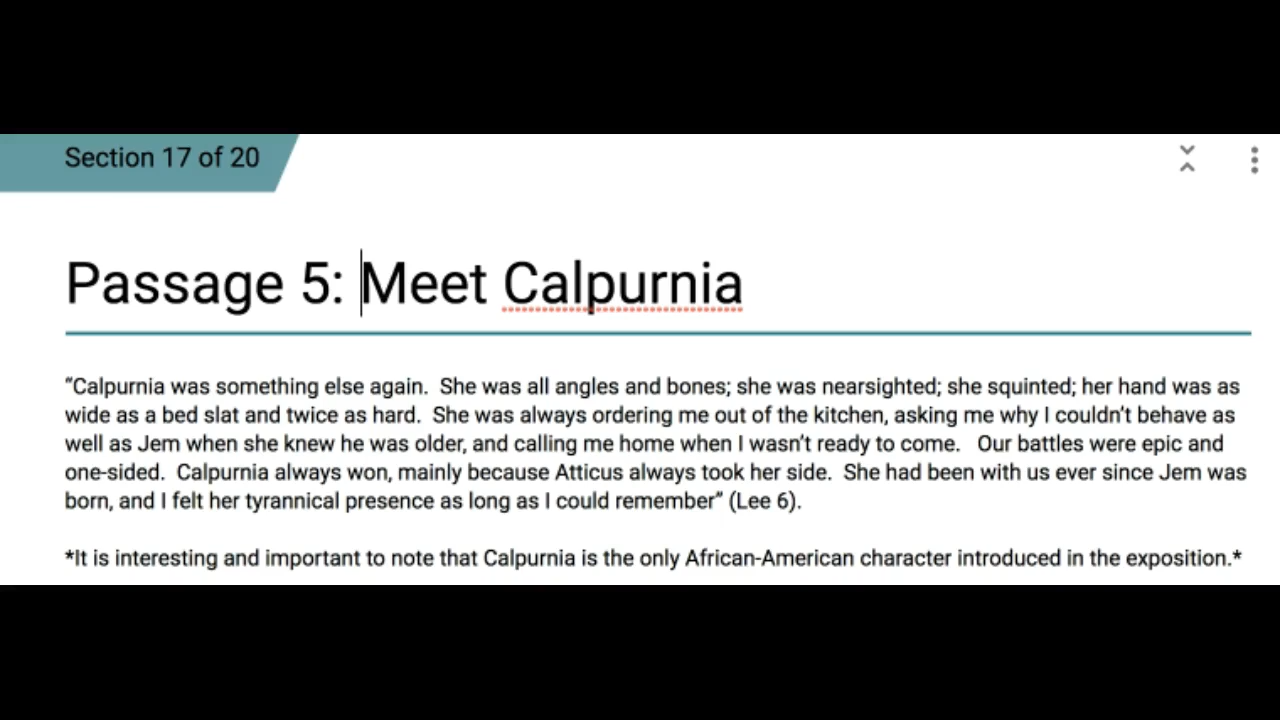 Section 17 of 20
Passage 5: Meet Calpurnia
“Calpurnia was something else again.  She was all angles and bones; she was nearsighted; she squinted; her hand was as
wide as a bed slat and twice as hard.  She was always ordering me out of the kitchen, asking me why I couldn’t behave as
well as Jem when she knew he was older, and calling me home when I wasn’t ready to come.   Our battles were epic and
one-sided.  Calpurnia always won, mainly because Atticus always took her side.  She had been with us ever since Jem was
born, and I felt her tyrannical presence as long as I could remember” (Lee 6).
*It is interesting and important to note that Calpurnia is the only African-American character introduced in the exposition.*